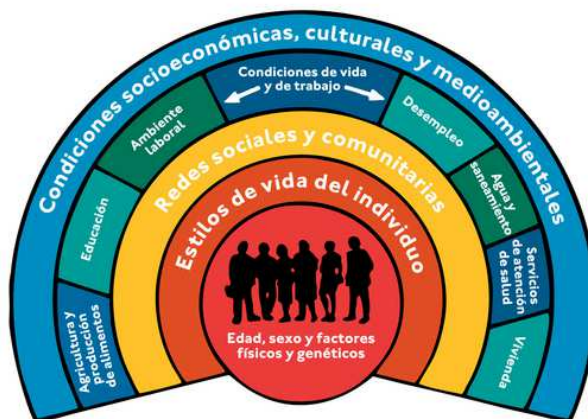 Condiciones socioeconómicas, culturales y medioambientales
Condiciones de vida
y de trabajo
Ambiente
laboral
Desempleo
Educación
Agua y
saneamiento
Agricultura y
producción
de alimentos
Servicios
de atención
de salud
Vivienda
Redes sociales y comunitarias
Estilos de vida del individuo
Edad, sexo y factores
físicos y genéticos